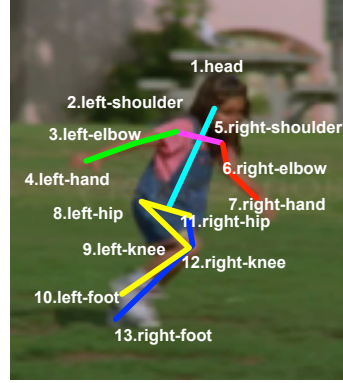 1.head
2.left-shoulder
5.right-shoulder
3.left-elbow
6.right-elbow
4.left-hand
7.right-hand
8.left-hip
11.right-hip
9.left-knee
12.right-knee
10.left-foot
13.right-foot